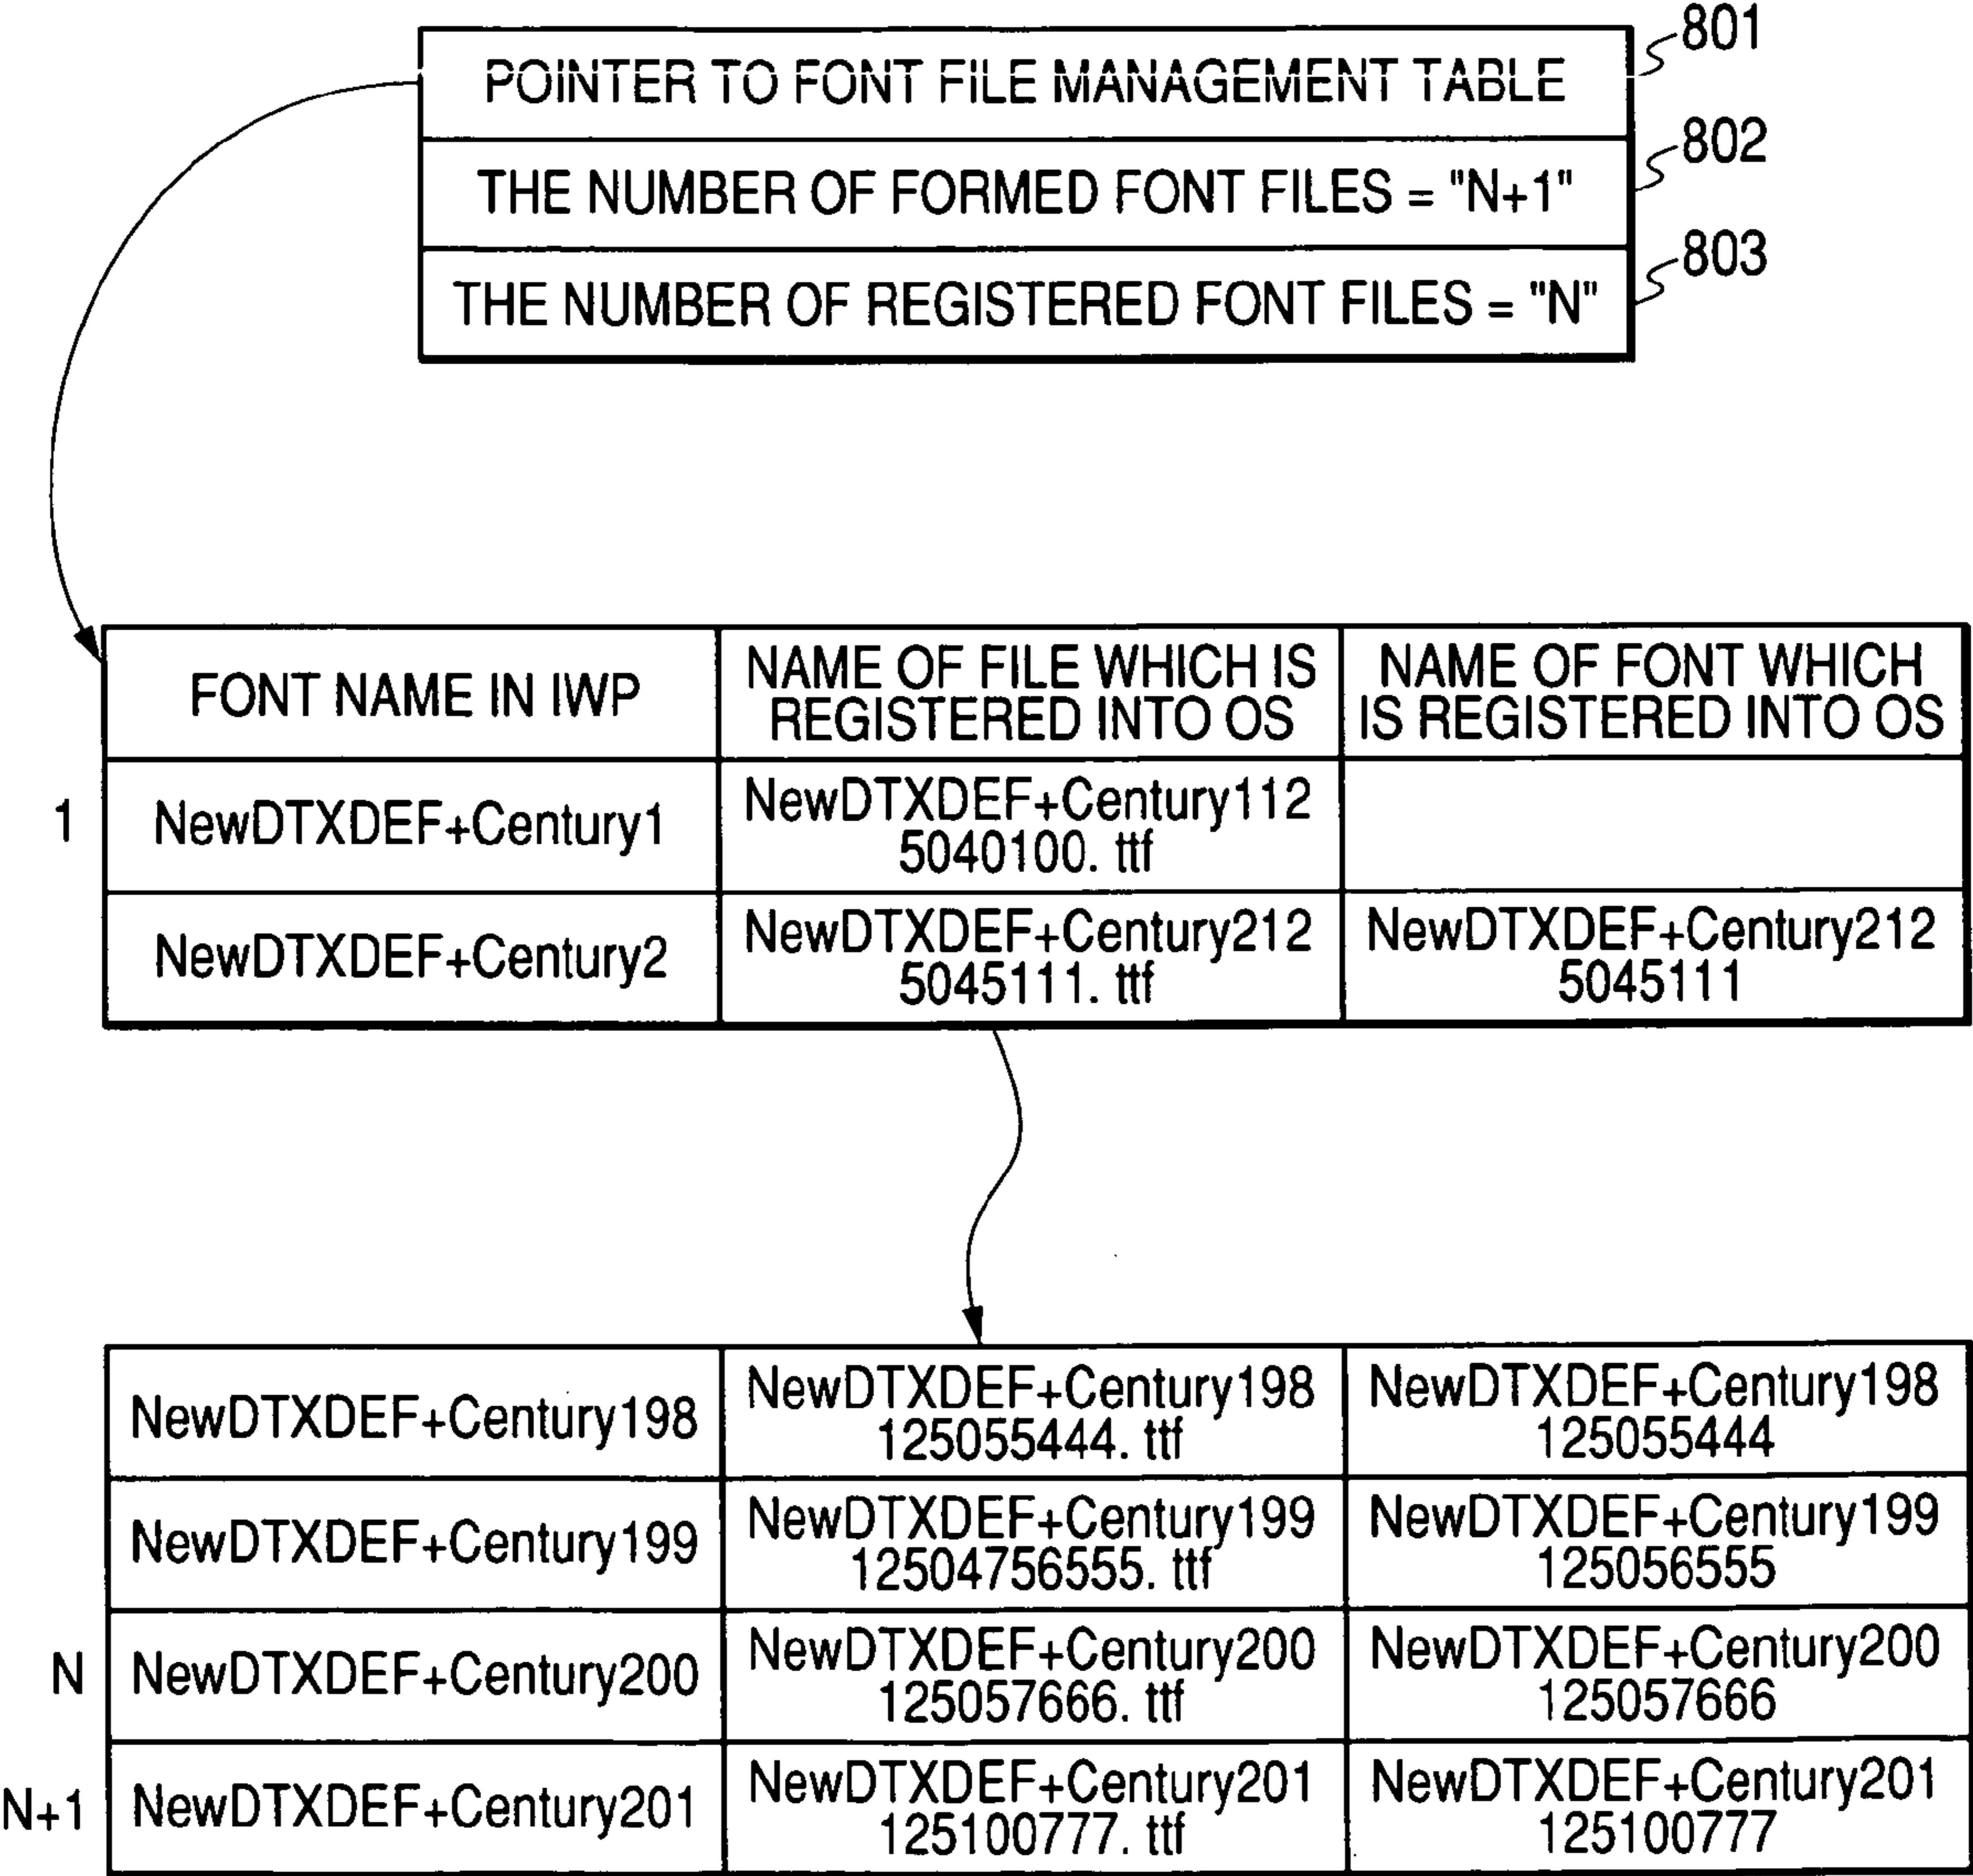 POINTER TO FONT FILE MANAGEMENT TABLE
801
THE NUMBER OF FORMED FONT FILES = "N+1"
802
THE NUMBER OF REGISTERED FONT FILES = "N"
803
FONT NAME IN IWP
NAME OF FILE WHICH IS
REGISTERED INTO OS
NAME OF FONT WHICH
IS REGISTERED INTO OS
1
NewDTXDEF+Century1
NewDTXDEF+Century112
5040100. ttf
NewDTXDEF+Century2
NewDTXDEF+Century212
5045111. ttf
NewDTXDEF+Century212
5045111
NewDTXDEF+Century198
NewDTXDEF+Century198
125055444. ttf
NewDTXDEF+Century198
125055444
NewDTXDEF+Century199
NewDTXDEF+Century199
12504756555. ttf
NewDTXDEF+Century199
125056555
N
NewDTXDEF+Century200
NewDTXDEF+Century200
125057666. ttf
NewDTXDEF+Century200
125057666
N+1
NewDTXDEF+Century201
NewDTXDEF+Century201
125100777. ttf
NewDTXDEF+Century201
125100777